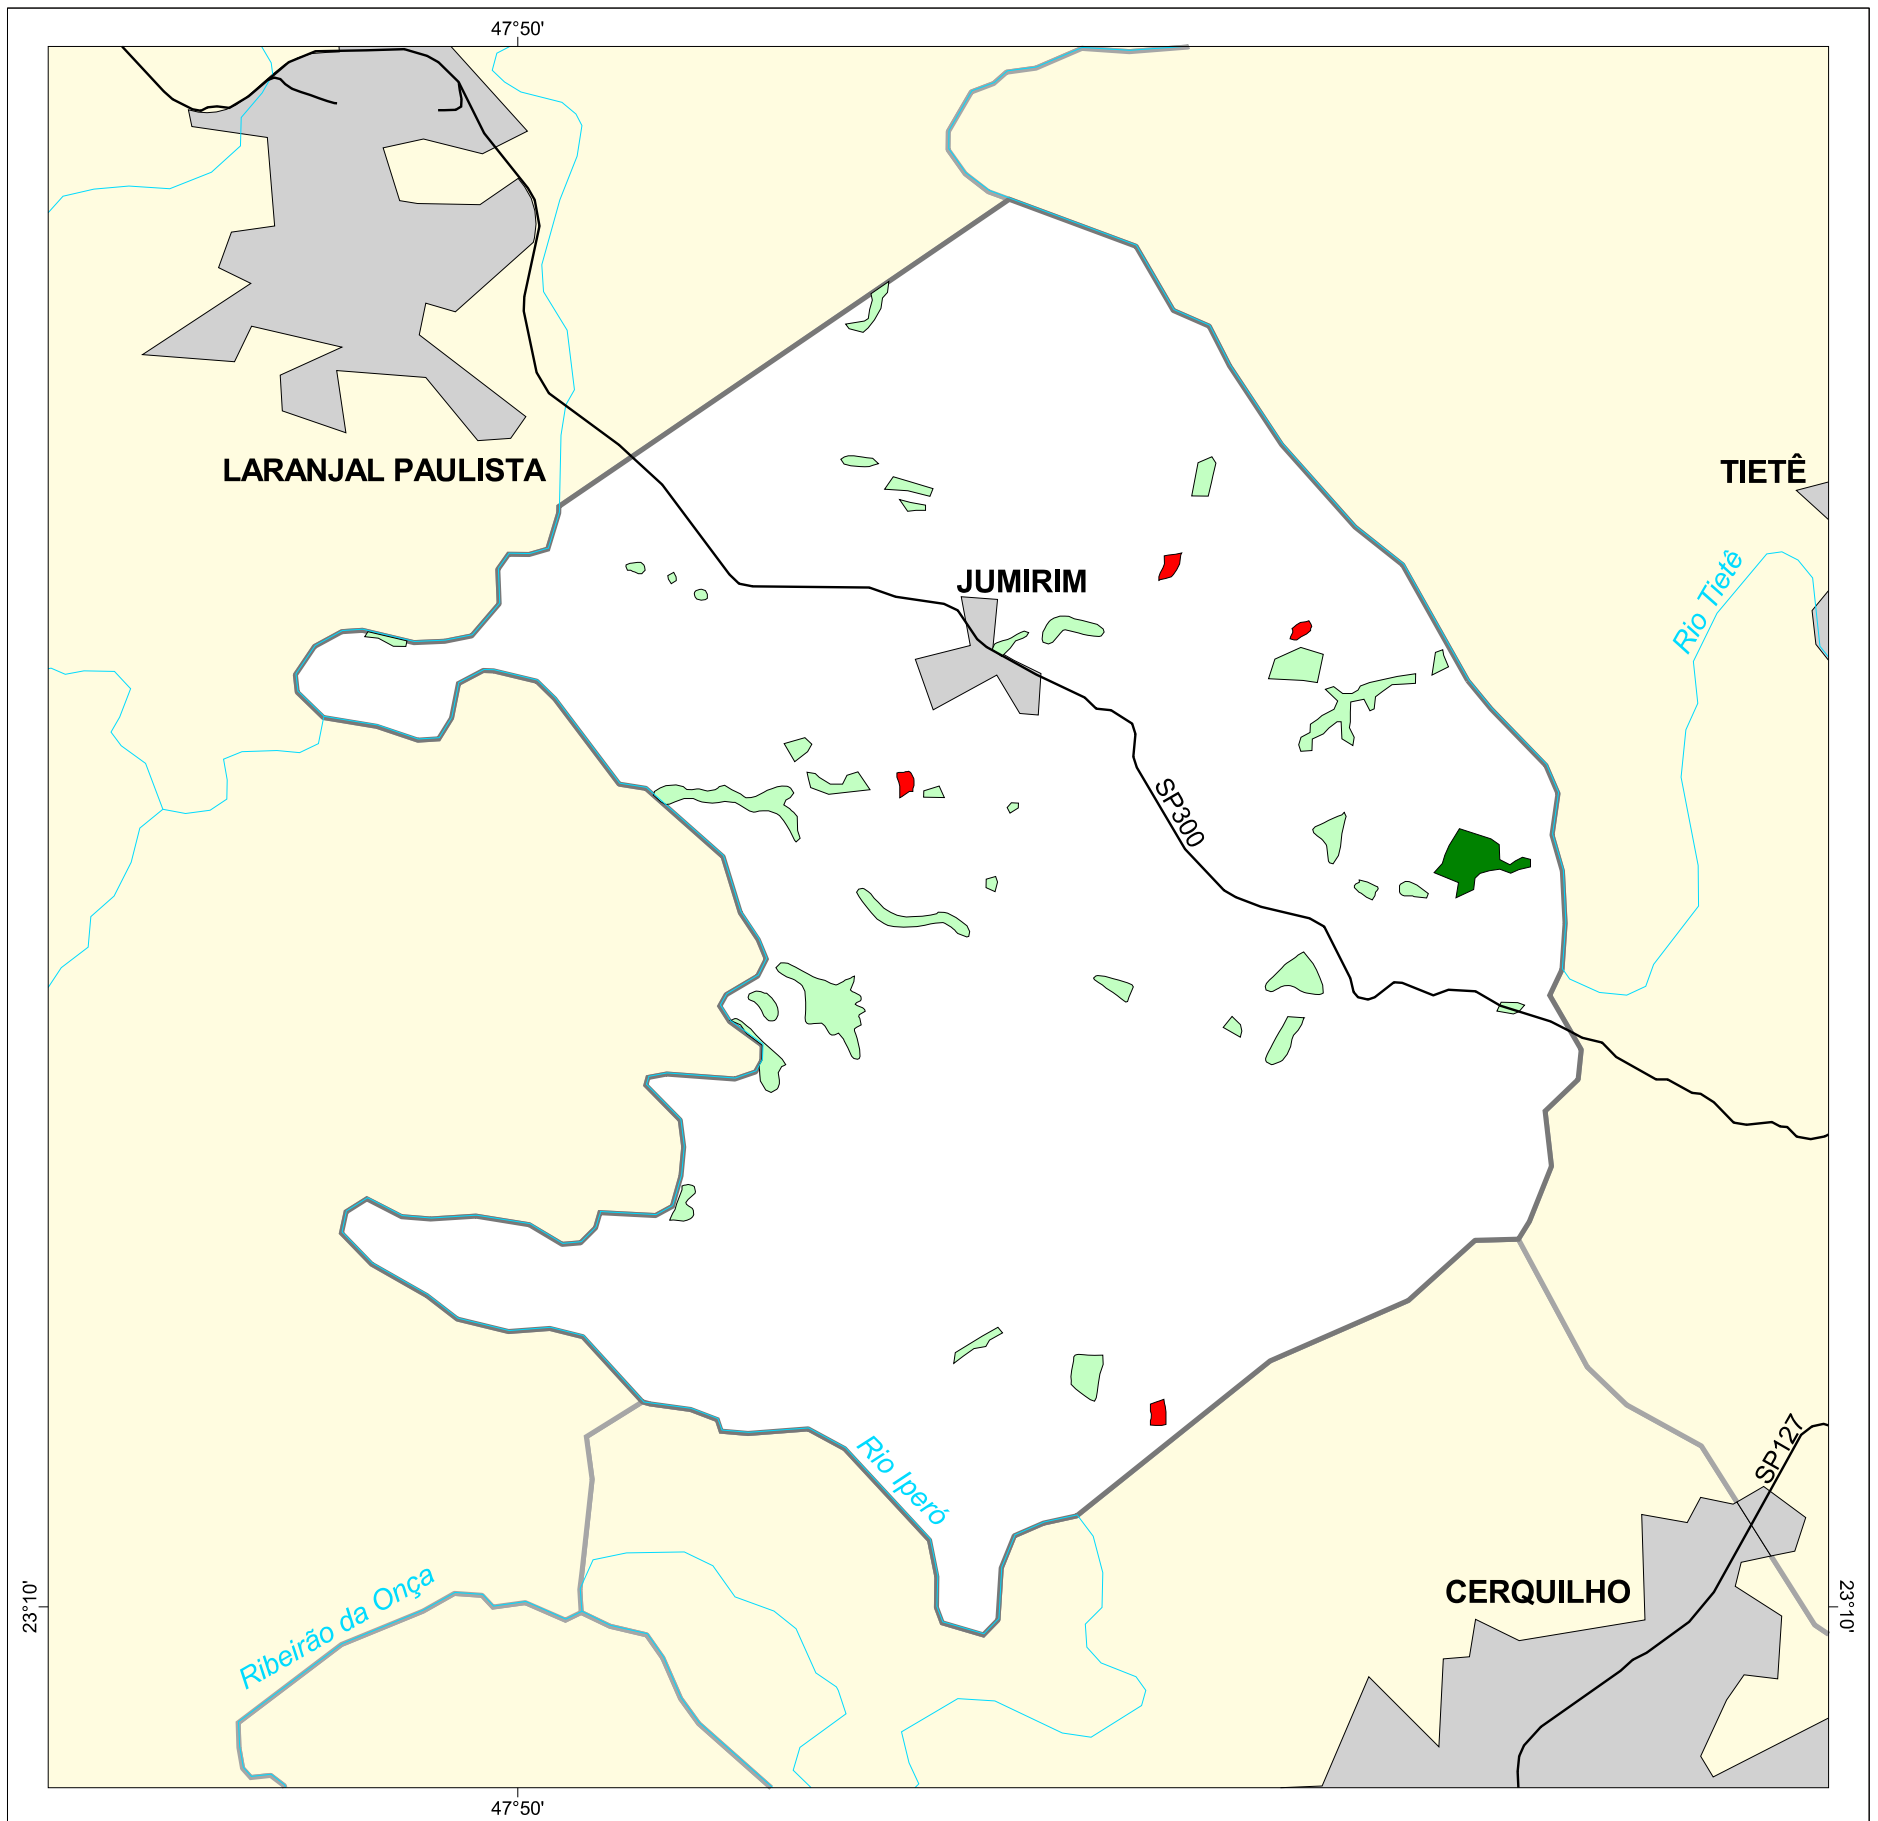 47°50'
LARANJAL PAULISTA
TIETÊ
JUMIRIM
Rio Tietê
SP300
SP127
Rio Iperó
Ribeirão da Onça
CERQUILHO
23°10'
23°10'
47°50'